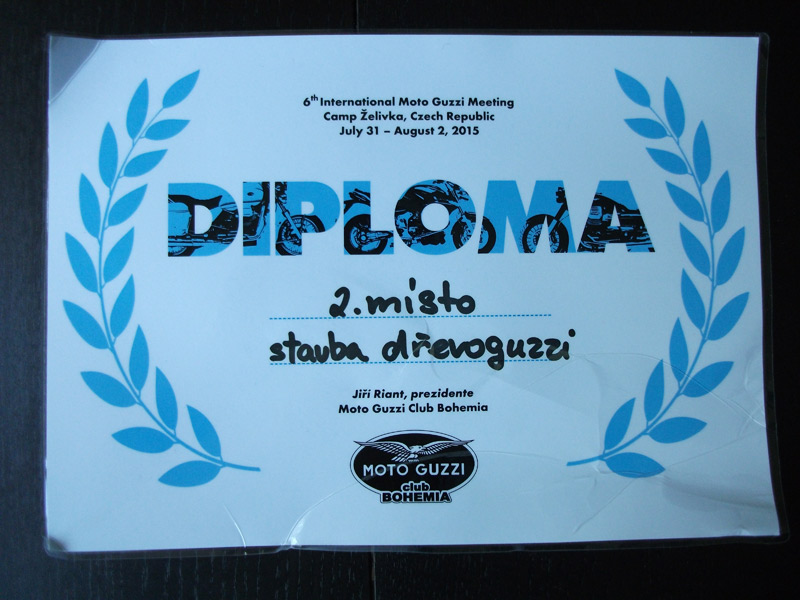 6th International Moto Guzzi Meeting
Camp Želivka, Czech Republic
July 31 – August 2, 2015
DIPLOMA
2. místo
stavba dřevoguzzi
Jiří Riant, prezidente
Moto Guzzi Club Bohemia
MOTO GUZZI
club
BOHEMIA